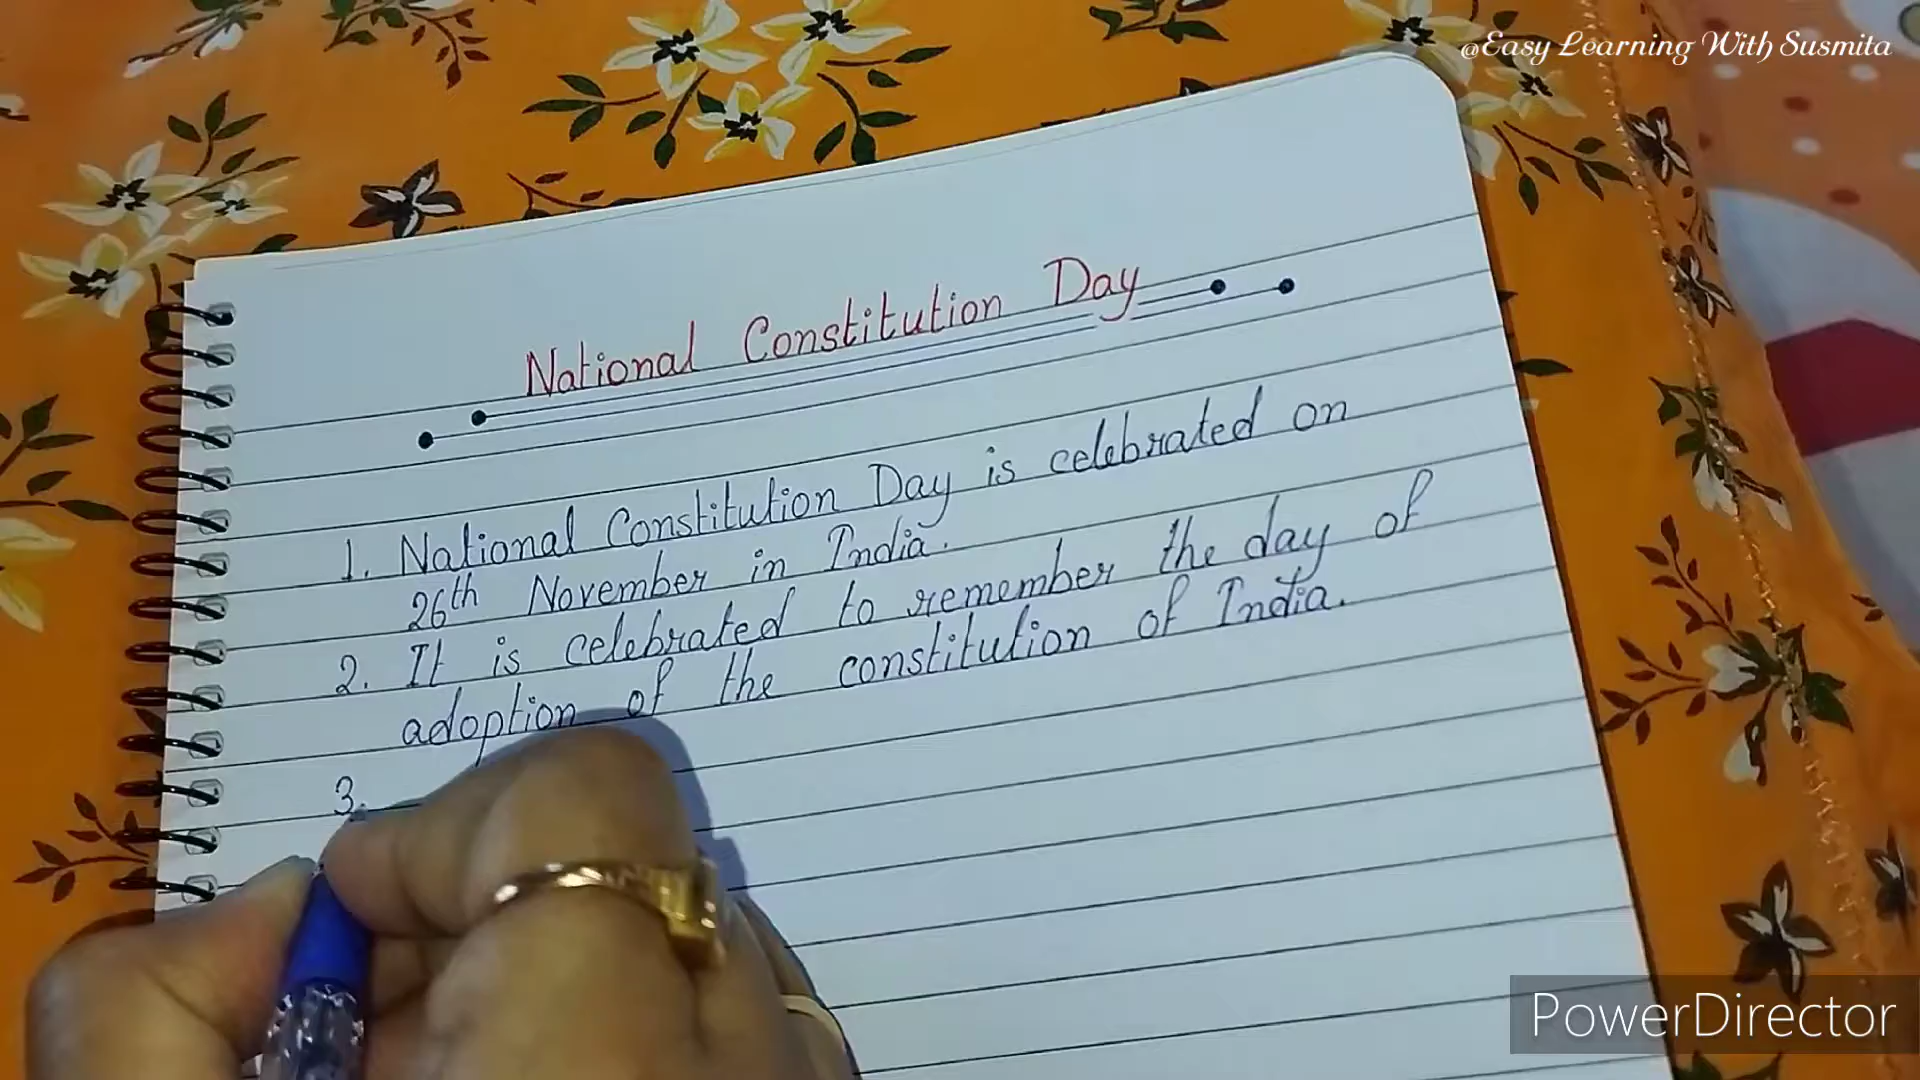 @Easy Learning With Susmita
National Constitution Day
1. National Constitution Day is celebrated on
26th November in India.
2. It is celebrated to remember the day of
adoption of the constitution of India.
3.
PowerDirector